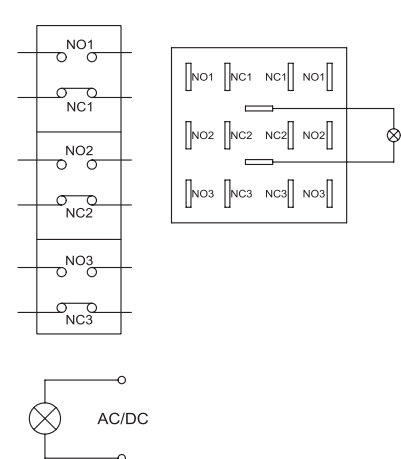 NO1
NC1
NO2
NC2
NO3
NC3
NO1 NC1 NC1 NO1
NO2 NC2 NC2 NO2
NO3 NC3 NC3 NO3
AC/DC